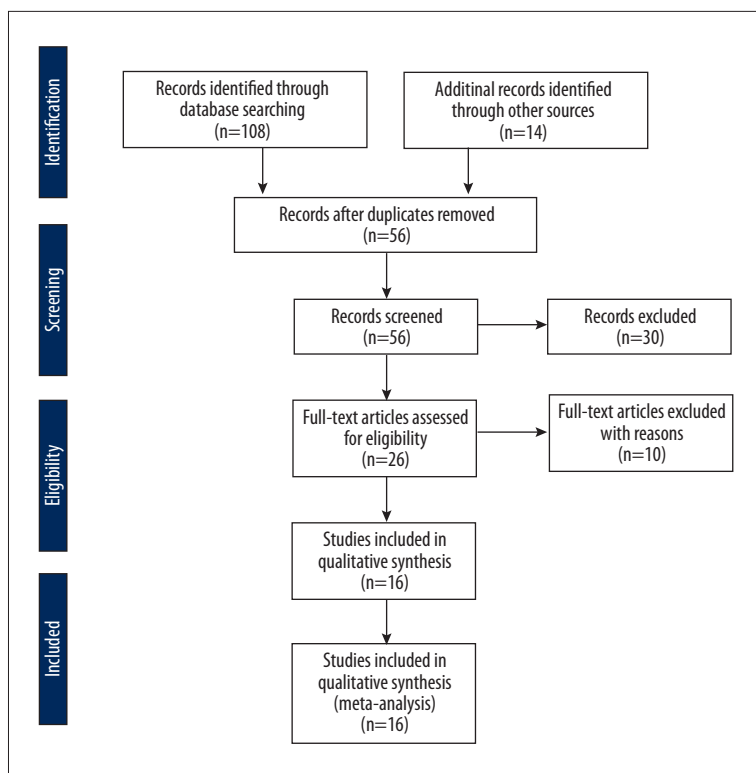 Identification
Records identified through
database searching
(n=108)
Additinal records identified
through other sources
(n=14)
Records after duplicates removed
(n=56)
Screening
Records screened
(n=56)
Records excluded
(n=30)
Eligibility
Full-text articles assessed
for eligibility
(n=26)
Full-text articles excluded
with reasons
(n=10)
Studies included in
qualitative synthesis
(n=16)
Included
Studies included in
qualitative synthesis
(meta-analysis)
(n=16)